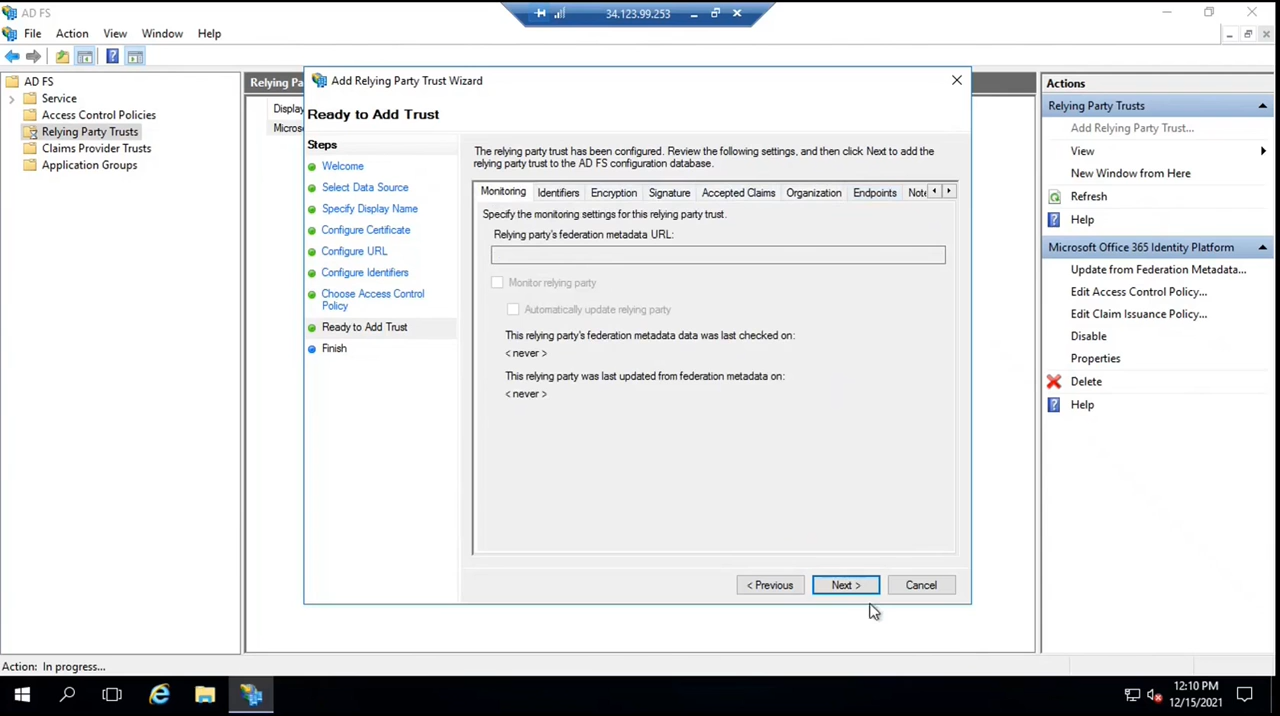 AD FS
34.123.99.253
File Action View Window Help
AD FS
Service
Access Control Policies
Relying Party Trusts
Claims Provider Trusts
Application Groups
Relying Pa
Display
Micros
Add Relying Party Trust Wizard
Ready to Add Trust
Steps
Welcome
Select Data Source
Specify Display Name
Configure Certificate
Configure URL
Configure Identifiers
Choose Access Control
Policy
Ready to Add Trust
Finish
The relying party trust has been configured. Review the following settings, and then click Next to add the
relying party trust to the AD FS configuration database.
Monitoring Identifiers Encryption Signature Accepted Claims Organization Endpoints Note
Specify the monitoring settings for this relying party trust.
Relying party's federation metadata URL:
Monitor relying party
Automatically update relying party
This relying party's federation metadata data was last checked on:
< never >
This relying party was last updated from federation metadata on:
< never >
< Previous Next > Cancel
Actions
Relying Party Trusts
Add Relying Party Trust...
View
New Window from Here
Refresh
Help
Microsoft Office 365 Identity Platform
Update from Federation Metadata...
Edit Access Control Policy...
Edit Claim Issuance Policy...
Disable
Properties
Delete
Help
Action: In progress...
12:10 PM
12/15/2021